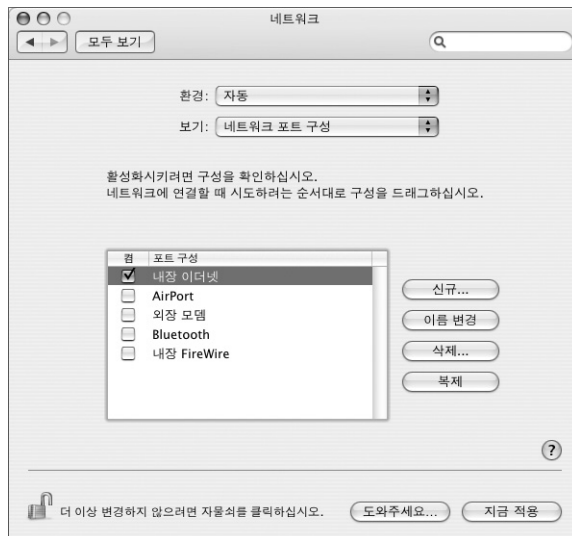 네트워크
모두 보기
환경: 자동
보기: 네트워크 포트 구성
활성화시키려면 구성을 확인하십시오.
네트워크에 연결할 때 시도하려는 순서대로 구성을 드래그하십시오.
켬 포트 구성
내장 이더넷
AirPort
외장 모뎀
Bluetooth
내장 FireWire
신규...
이름 변경
삭제...
복제
?
더 이상 변경하지 않으려면 자물쇠를 클릭하십시오.
도와주세요...
지금 적용